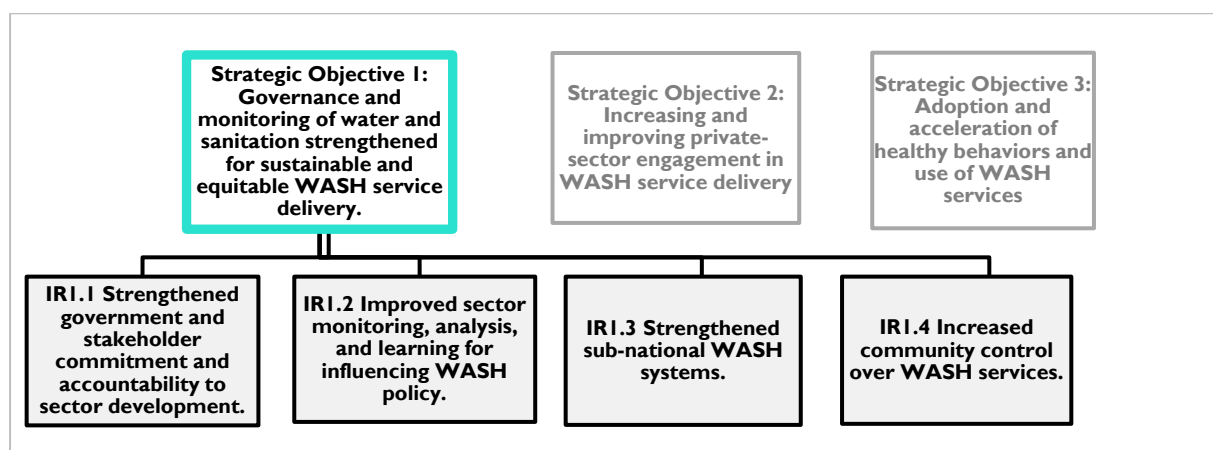 Strategic Objective 1:
Governance and
monitoring of water and
sanitation strengthened
for sustainable and
equitable WASH service
delivery.
Strategic Objective 2:
Increasing and
improving private-
sector engagement in
WASH service delivery
Strategic Objective 3:
Adoption and
acceleration of
healthy behaviors and
use of WASH
services
IR1.1 Strengthened
government and
stakeholder
commitment and
accountability to
sector development.
IR1.2 Improved sector
monitoring, analysis,
and learning for
influencing WASH
policy.
IR1.3 Strengthened
sub-national WASH
systems.
IR1.4 Increased
community control
over WASH services.